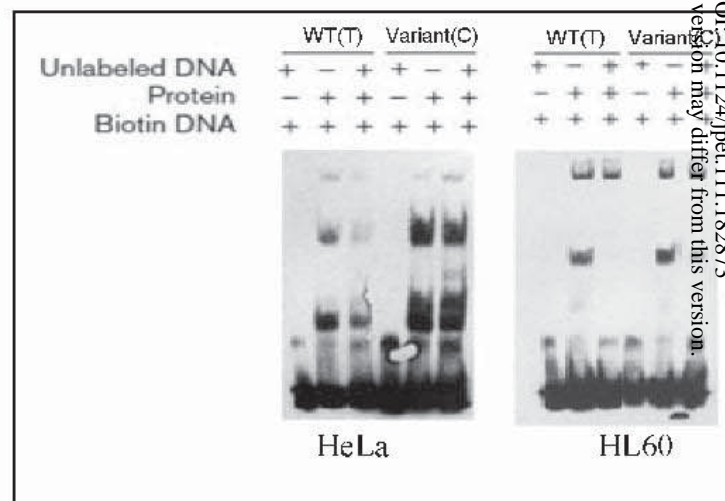 WT(T) Variant(C) WT(T) Variant(C)
Unlabeled DNA + − + + − + + − + + − +
Protein − + + − + + − + + − + +
Biotin DNA + + + + + + + + + + + +
HeLa HL60
version may differ from this version.